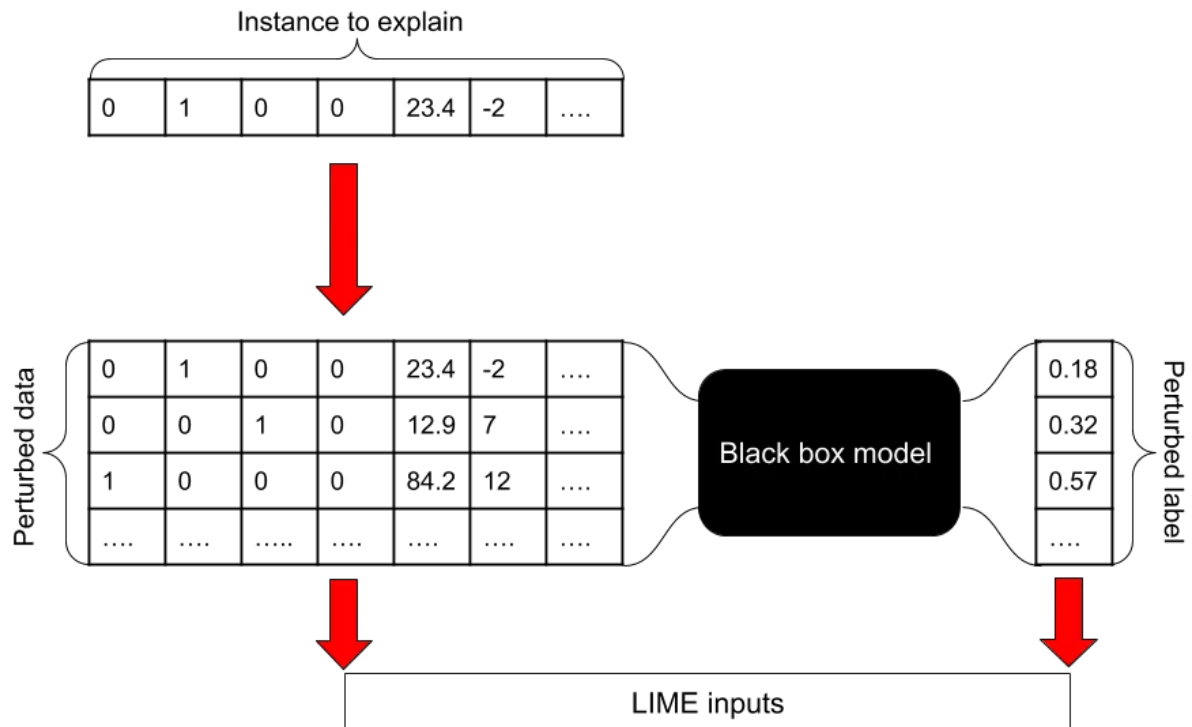 Instance to explain
0 1 0 0 23.4 -2 ....
Perturbed data
0 1 0 0 23.4 -2 ....
0 0 1 0 12.9 7 ....
1 0 0 0 84.2 12 ....
.... .... ..... .... .... .... ....
Black box model
0.18
0.32
0.57
....
Perturbed label
LIME inputs